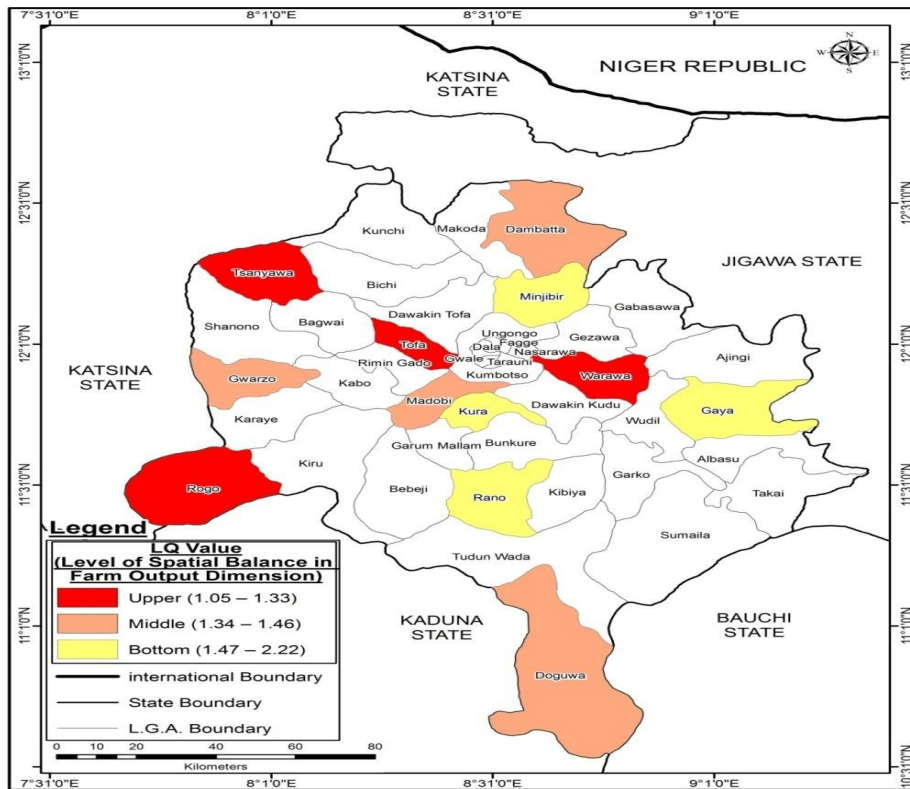 7°31'0"E 8°1'0"E 8°31'0"E 9°1'0"E
13°1'0"N
12°31'0"N
12°1'0"N
11°31'0"N
11°1'0"N
13°1'0"N
12°31'0"N
12°1'0"N
11°31'0"N
11°1'0"N
10°31'0"N
N
W E
S
NIGER REPUBLIC
KATSINA
STATE
JIGAWA STATE
KATSINA
STATE
KADUNA
STATE
BAUCHI
STATE
Kunchi
Makoda
Dambatta
Tsanyawa
Bichi
Minjibir
Gabasawa
Shanono
Bagwai
Dawakin Tofa
Ungongo
Gezawa
Tofa
Dala
Fagge
Nasarawa
Ajingi
Gwale
Tarauni
Rimin Gado
Kumbotso
Warawa
Gwarzo
Kabo
Madobi
Kura
Dawakin Kudu
Gaya
Karaye
Wudil
Garum Mallam
Bunkure
Albasu
Kiru
Garko
Rogo
Bebeji
Rano
Kibiya
Takai
Sumaila
Tudun Wada
Doguwa
Legend
LQ Value
(Level of Spatial Balance in
Farm Output Dimension)
Upper (1.05 – 1.33)
Middle (1.34 – 1.46)
Bottom (1.47 – 2.22)
international Boundary
State Boundary
L.G.A. Boundary
0 5 10 20 40 60 80
Kilometers
7°31'0"E 8°1'0"E 8°31'0"E 9°1'0"E